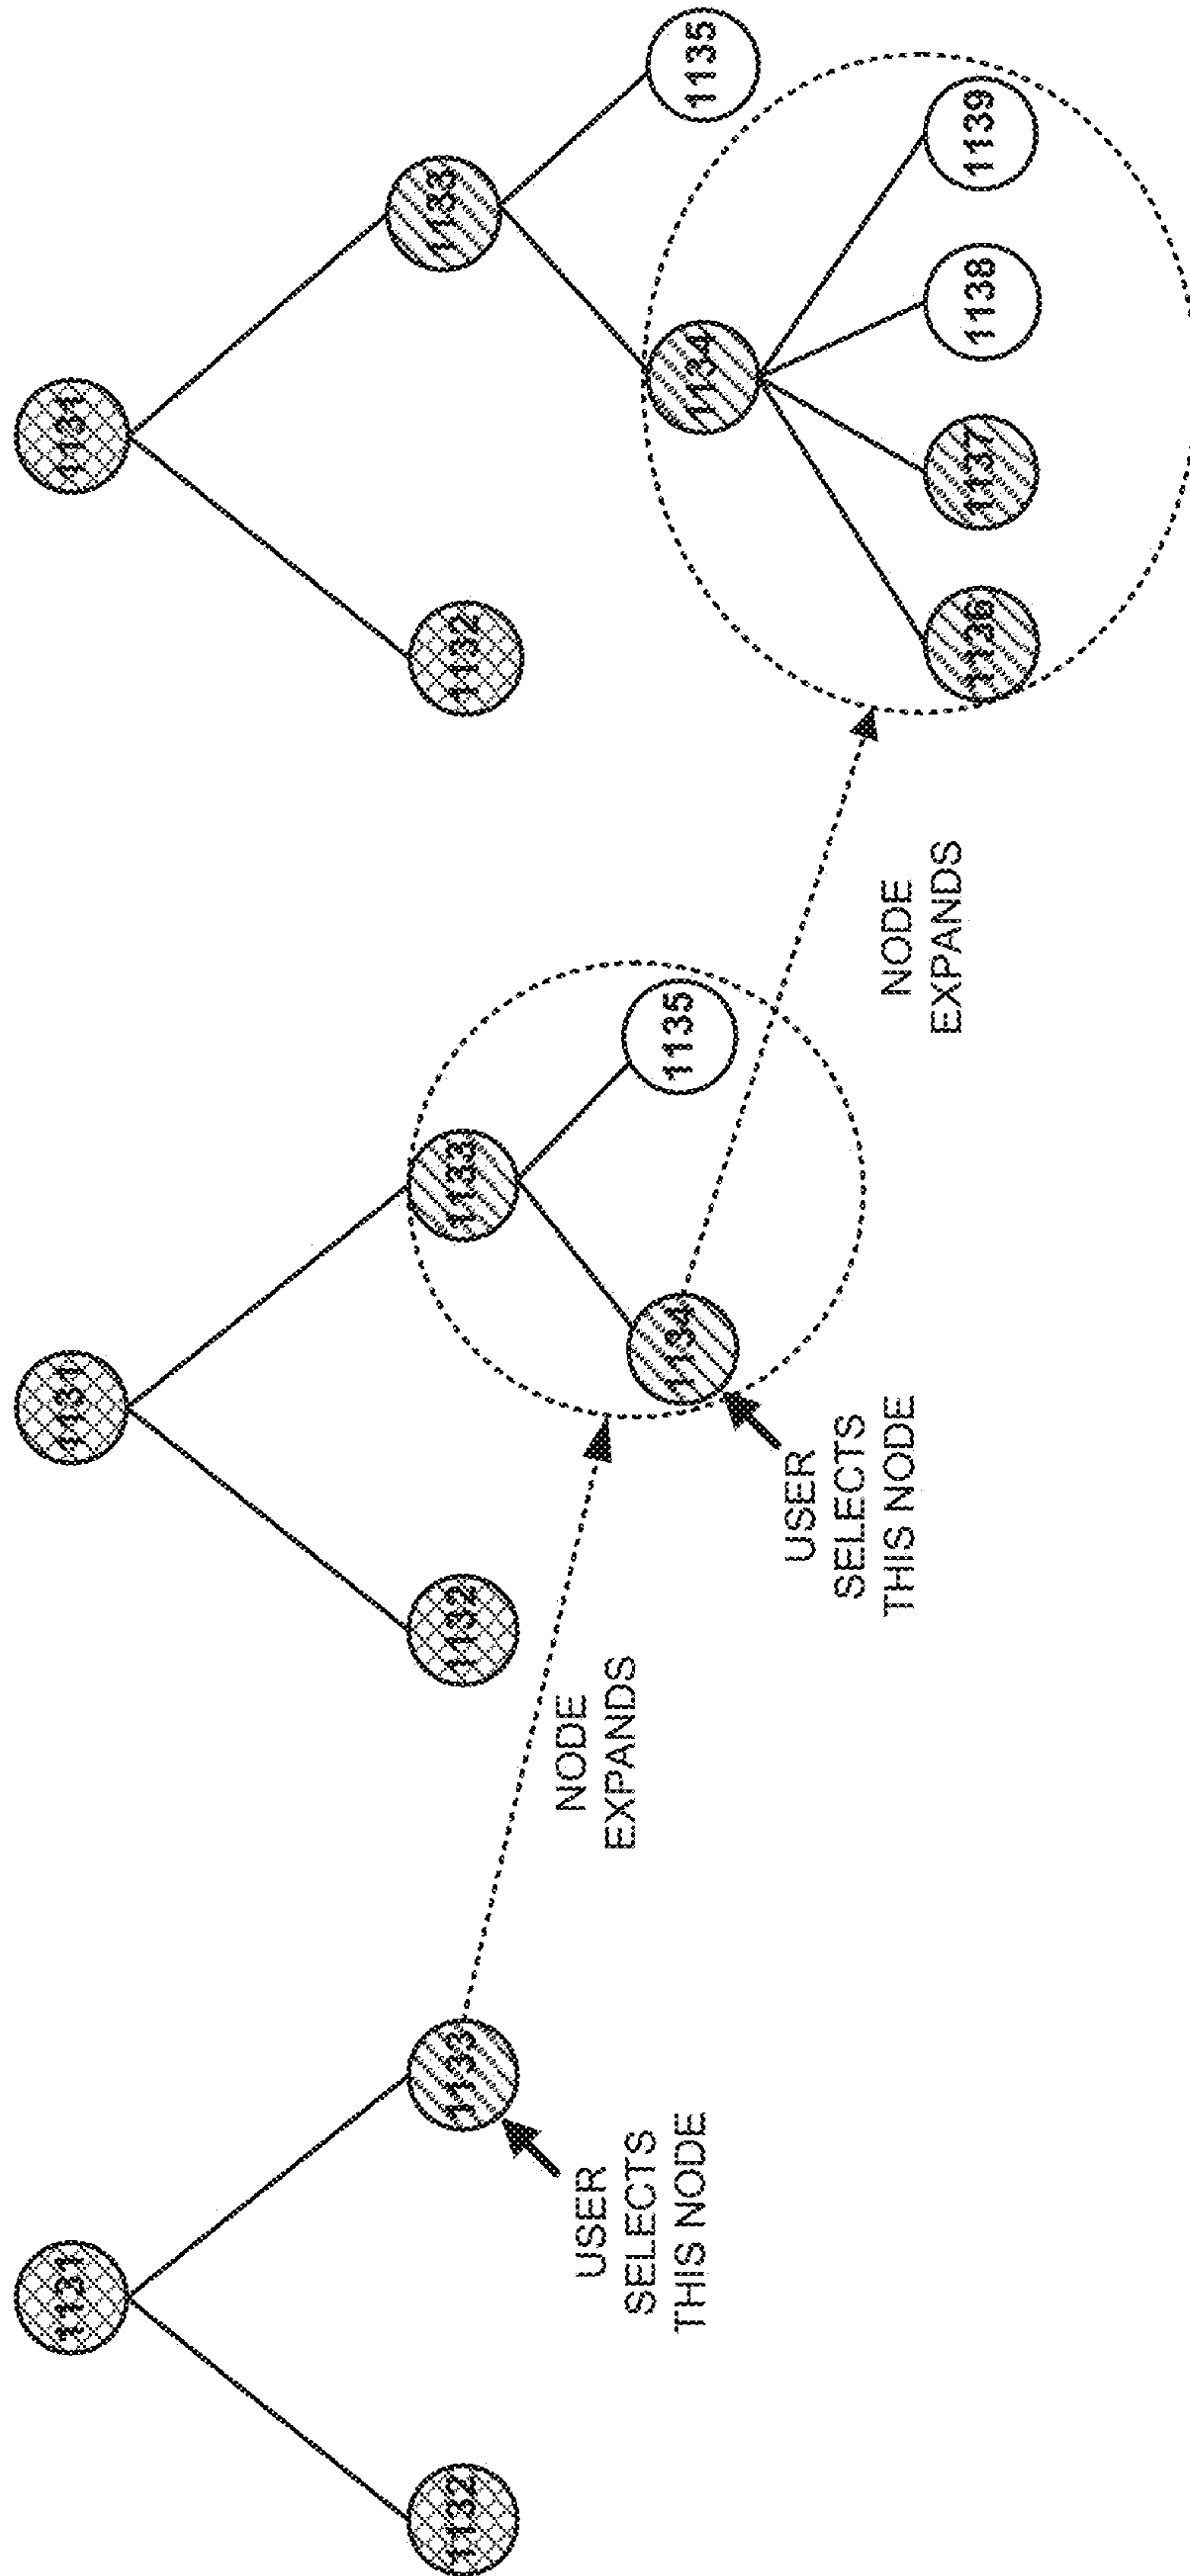 1131
1132
1133
USER
SELECTS
THIS NODE
NODE
EXPANDS
1131
1132
1133
1134
1135
USER
SELECTS
THIS NODE
NODE
EXPANDS
1131
1132
1133
1134
1135
1136
1137
1138
1139